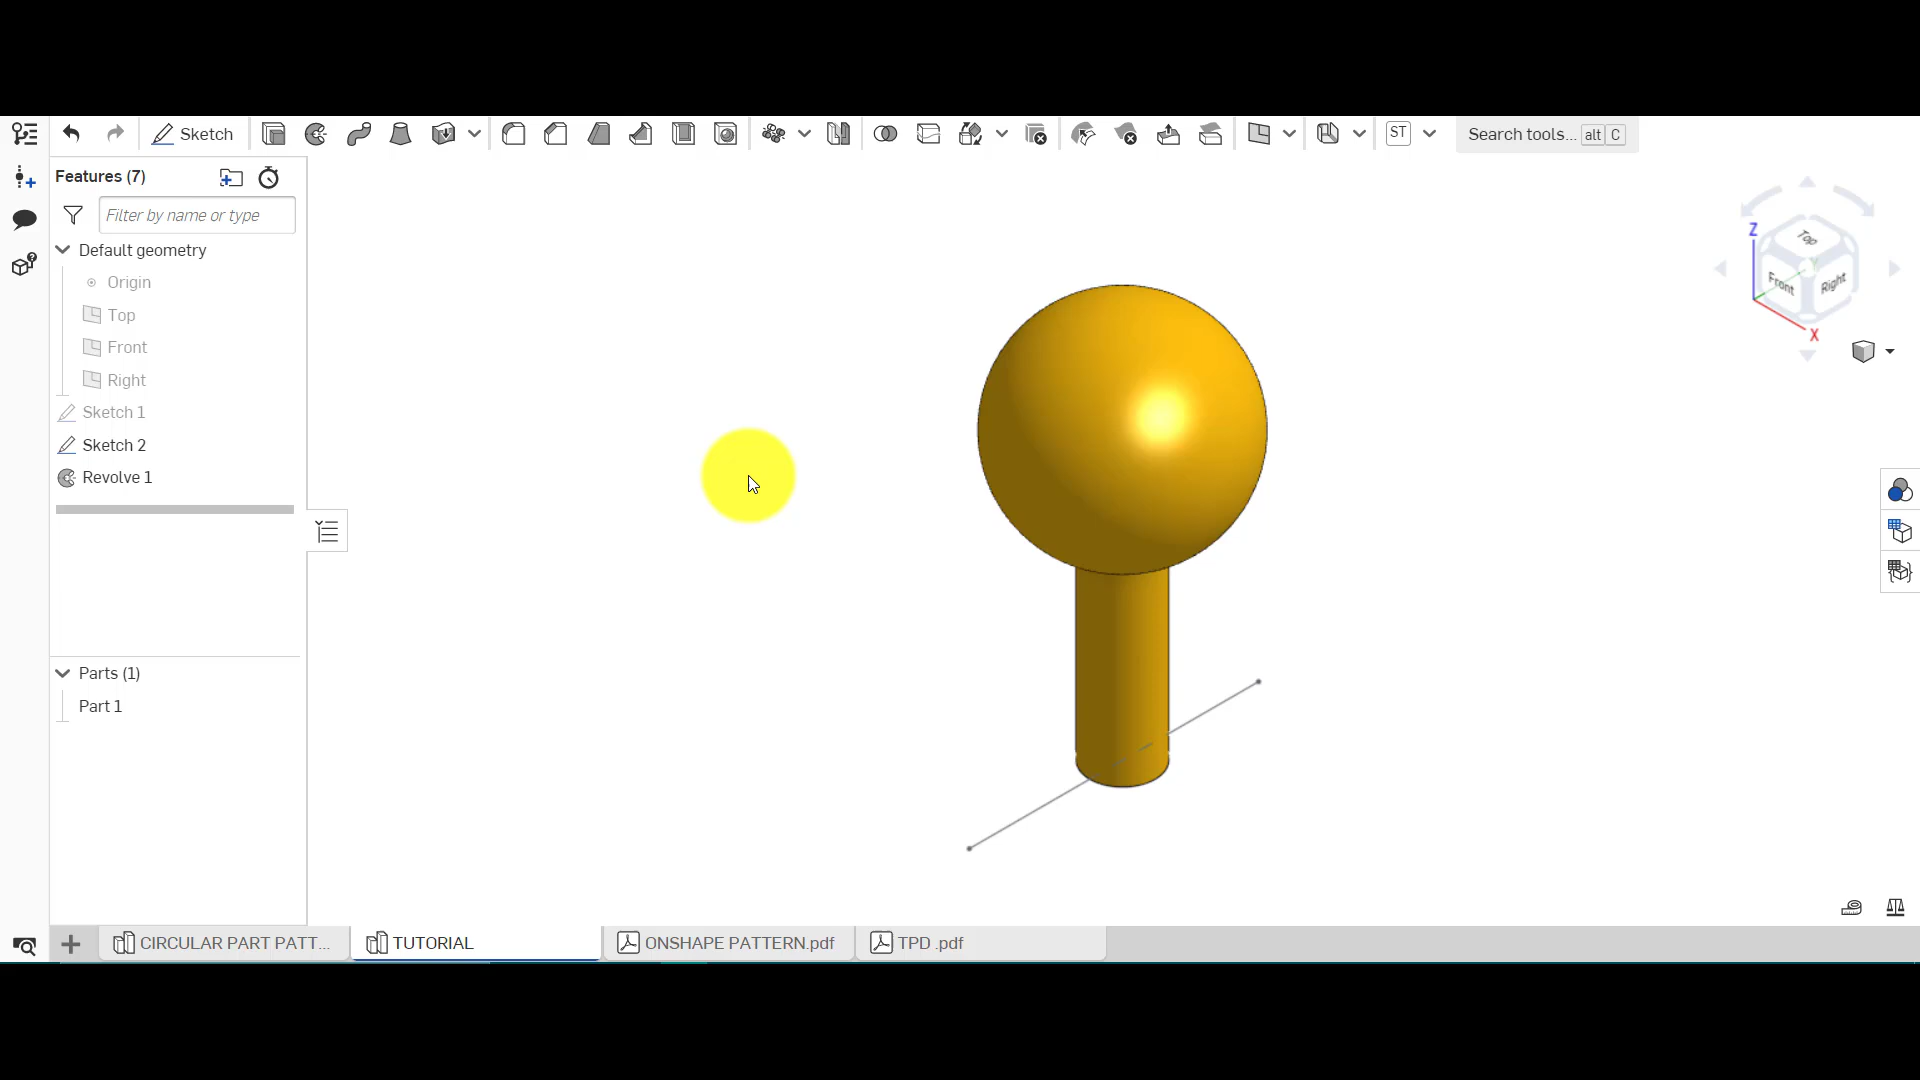 Sketch
ST
Search tools... alt C
Features (7)
Filter by name or type
Default geometry
Origin
Top
Front
Right
Sketch 1
Sketch 2
Revolve 1
Parts (1)
Part 1
Z
Top
Y
Front
Right
X
CIRCULAR PART PATT...
TUTORIAL
ONSHAPE PATTERN.pdf
TPD .pdf